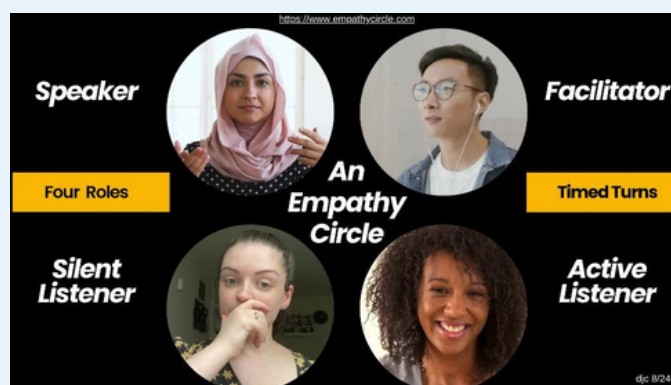 https://www.empathycircle.com
Speaker
Facilitator
Four Roles
An
Empathy
Circle
Timed Turns
Silent
Listener
Active
Listener
djc 8/24